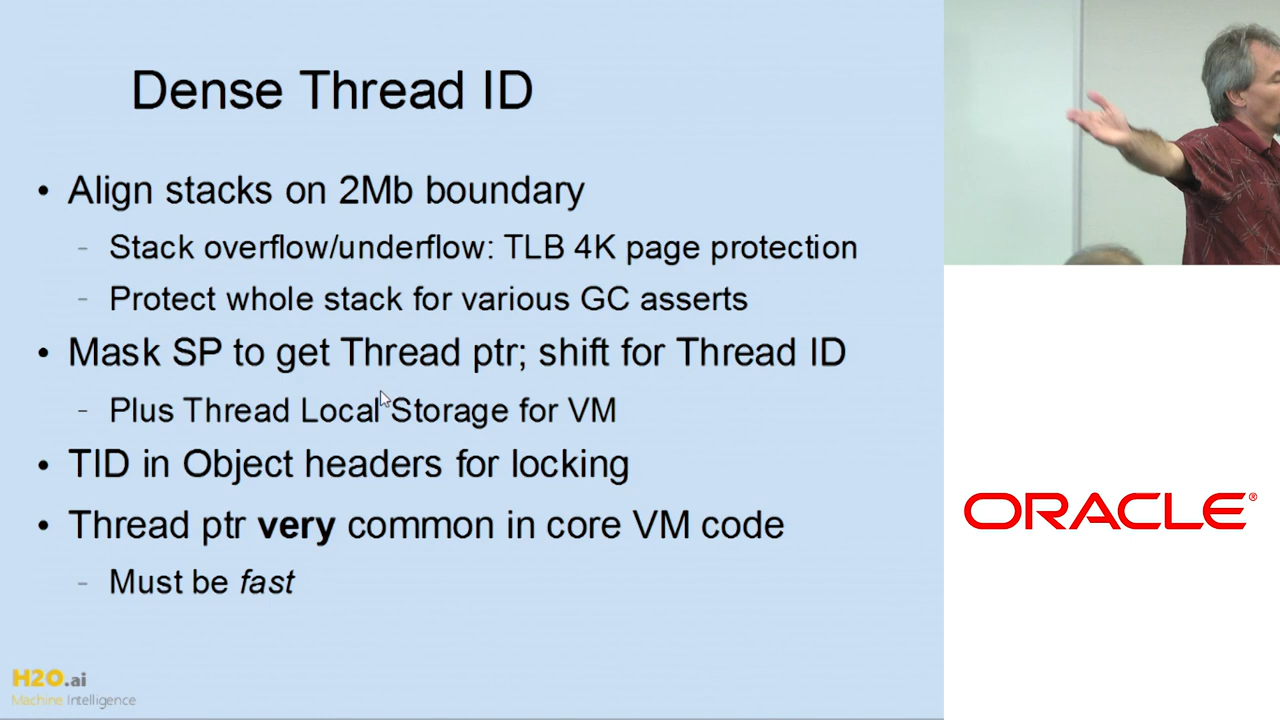 Dense Thread ID
• Align stacks on 2Mb boundary
- Stack overflow/underflow: TLB 4K page protection
- Protect whole stack for various GC asserts
• Mask SP to get Thread ptr; shift for Thread ID
- Plus Thread Local Storage for VM
• TID in Object headers for locking
• Thread ptr very common in core VM code
- Must be fast
H2O.ai
Machine Intelligence
ORACLE®